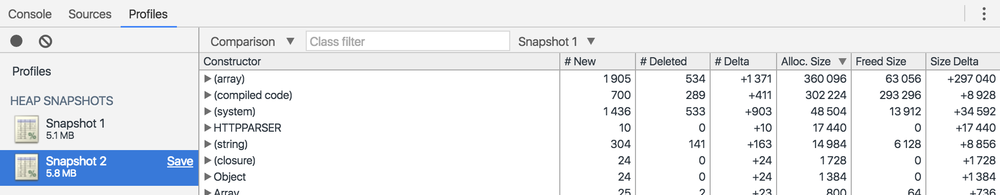 Console Sources Profiles
Comparison ▼ Class filter Snapshot 1 ▼
Profiles
HEAP SNAPSHOTS
Snapshot 1
5.1 MB
Snapshot 2 Save
5.8 MB
Constructor # New # Deleted # Delta Alloc. Size ▼ Freed Size Size Delta
(array) 1 905 534 +1 371 360 096 63 056 +297 040
(compiled code) 700 289 +411 302 224 293 296 +8 928
(system) 1 436 533 +903 48 504 13 912 +34 592
HTTPPARSER 10 0 +10 17 440 0 +17 440
(string) 304 141 +163 14 984 6 128 +8 856
(closure) 24 0 +24 1 728 0 +1 728
Object 24 0 +24 1 384 0 +1 384
Array 25 2 +23 800 64 +736